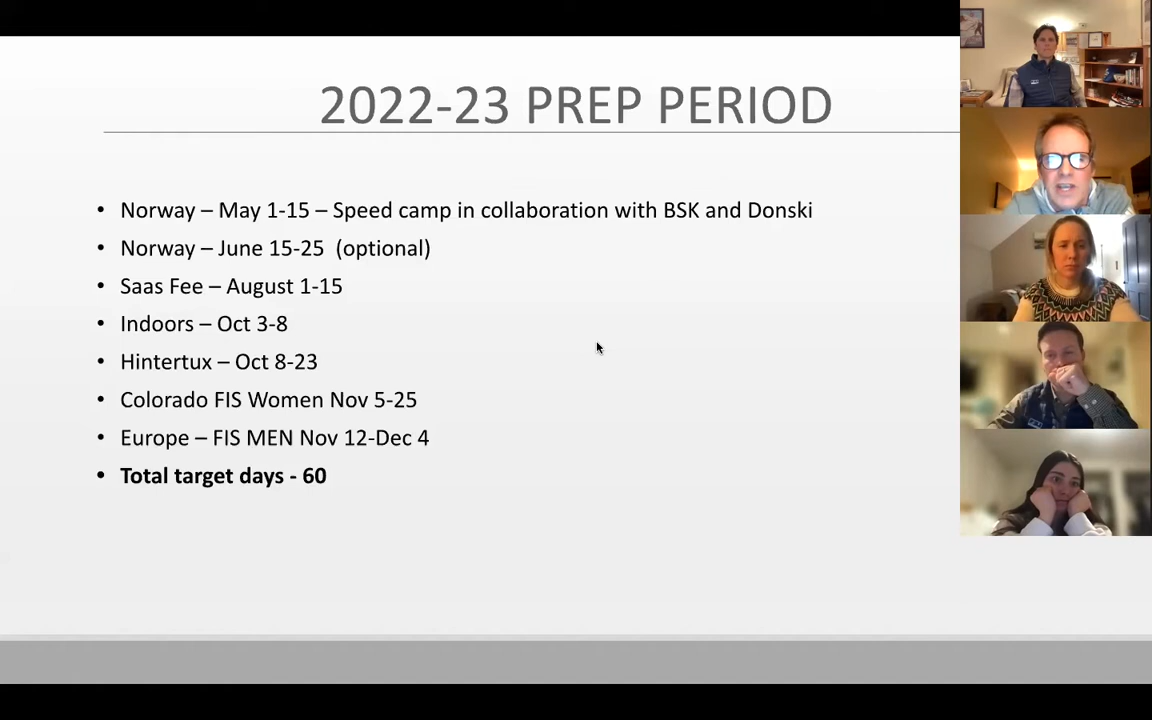 2022-23 PREP PERIOD
• Norway – May 1-15 – Speed camp in collaboration with BSK and Donski
• Norway – June 15-25 (optional)
• Saas Fee – August 1-15
• Indoors – Oct 3-8
• Hintertux – Oct 8-23
• Colorado FIS Women Nov 5-25
• Europe – FIS MEN Nov 12-Dec 4
• Total target days - 60